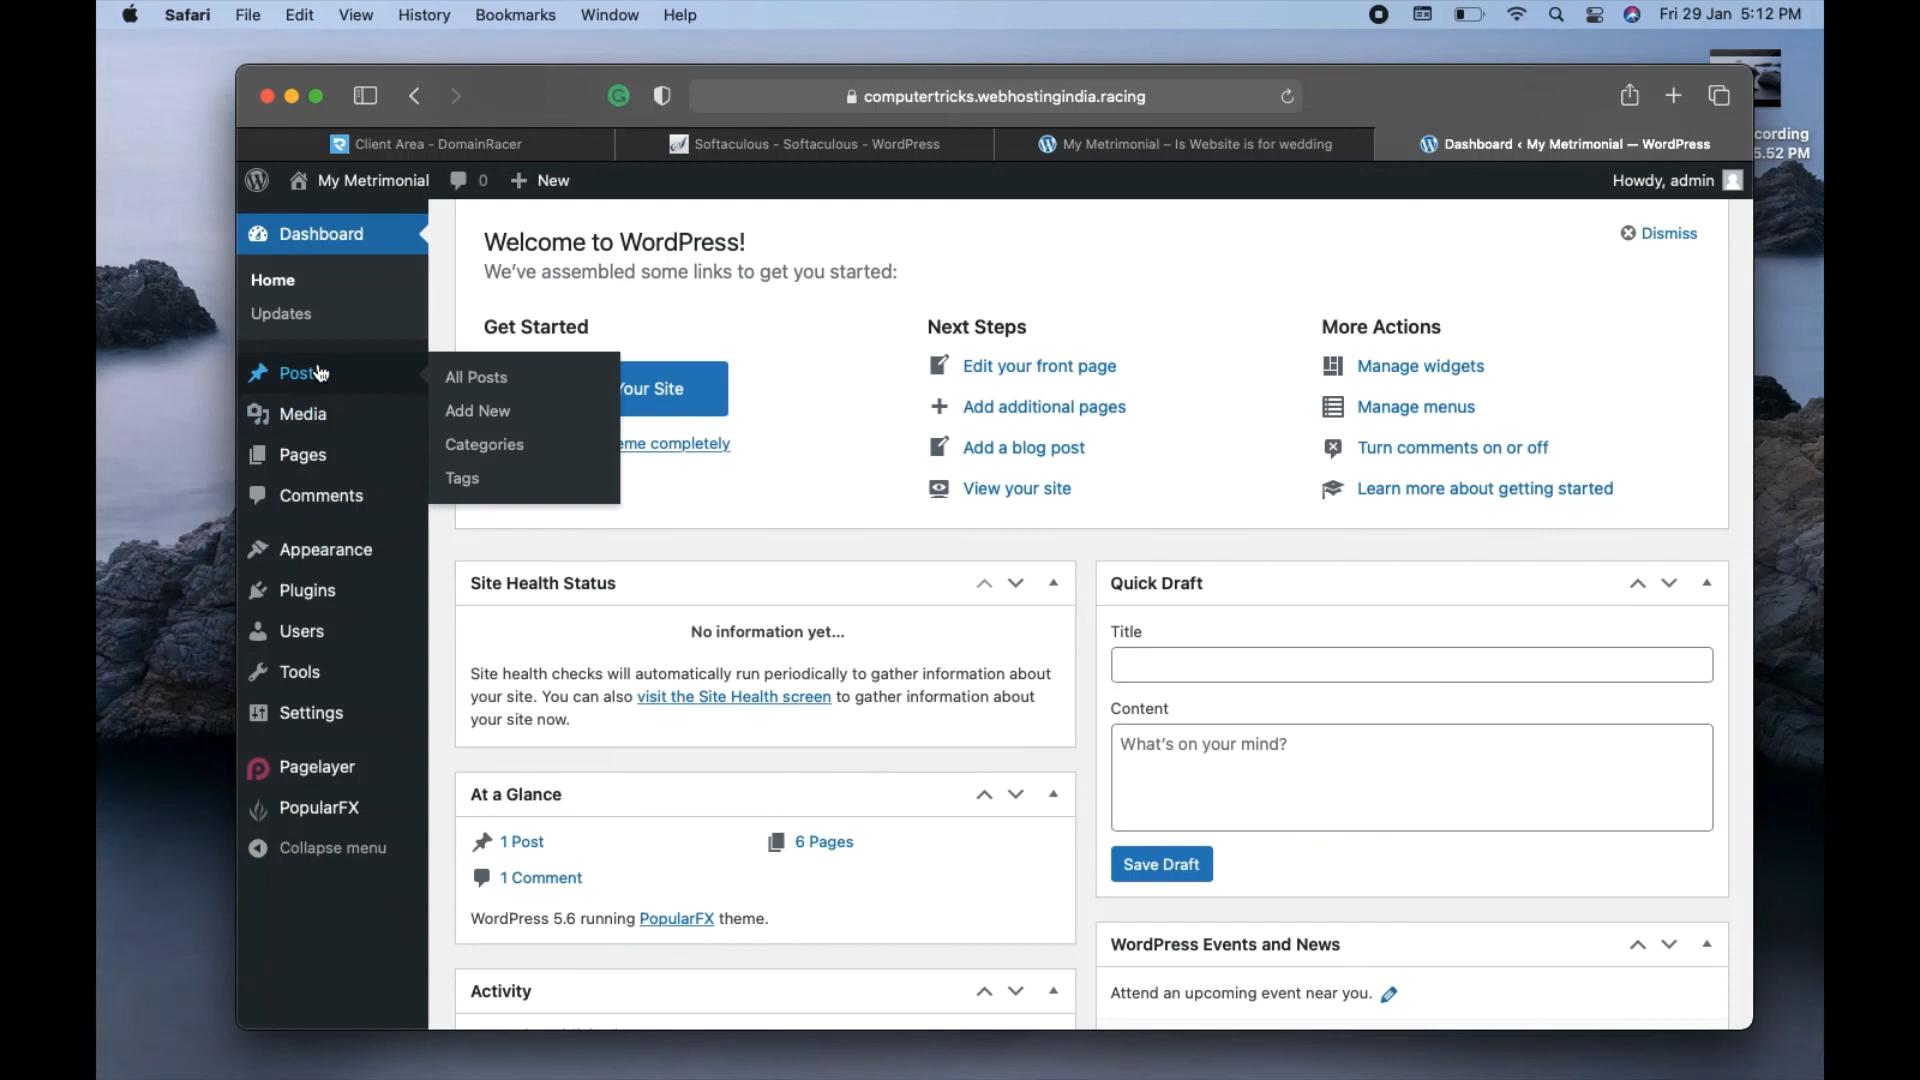 Safari File Edit View History Bookmarks Window Help Fri 29 Jan 5:12 PM
computertricks.webhostingindia.racing
Client Area - DomainRacer Softaculous - Softaculous - WordPress My Metrimonial – Is Website is for wedding Dashboard ‹ My Metrimonial — WordPress
cording
5.52 PM
My Metrimonial 0 New Howdy, admin
Dashboard
Home
Updates
Media
Pages
Comments
Appearance
Plugins
Users
Tools
Settings
Pagelayer
PopularFX
Collapse menu
All Posts
Add New
Categories
Tags
Welcome to WordPress!
Dismiss
We've assembled some links to get you started:
Get Started
Your Site
eme completely
Next Steps
Edit your front page
Add additional pages
Add a blog post
View your site
More Actions
Manage widgets
Manage menus
Turn comments on or off
Learn more about getting started
Site Health Status
No information yet...
Site health checks will automatically run periodically to gather information about
your site. You can also visit the Site Health screen to gather information about
your site now.
At a Glance
1 Post 6 Pages
1 Comment
WordPress 5.6 running PopularFX theme.
Activity
Quick Draft
Title
Content
What's on your mind?
Save Draft
WordPress Events and News
Attend an upcoming event near you.